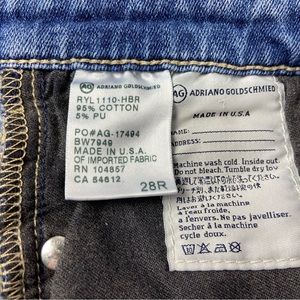 AG ADRIANO GOLDSCHMIED
RYL1110-HBR
95% COTTON
5% PU
PO#AG-17494
BW7949
MADE IN U.S.A.
OF IMPORTED FABRIC
RN 104857
CA 54612
28R
AG ADRIANO GOLDSCHMIED
MADE IN U.S.A
NAME:
ADDRESS:
Machine wash cold. Inside out
Do not bleach. Tumble dry low
Laver à la machine
à l'eau froide,
à l'envers. Ne pas javelliser.
Secher à la machine
cycle doux.